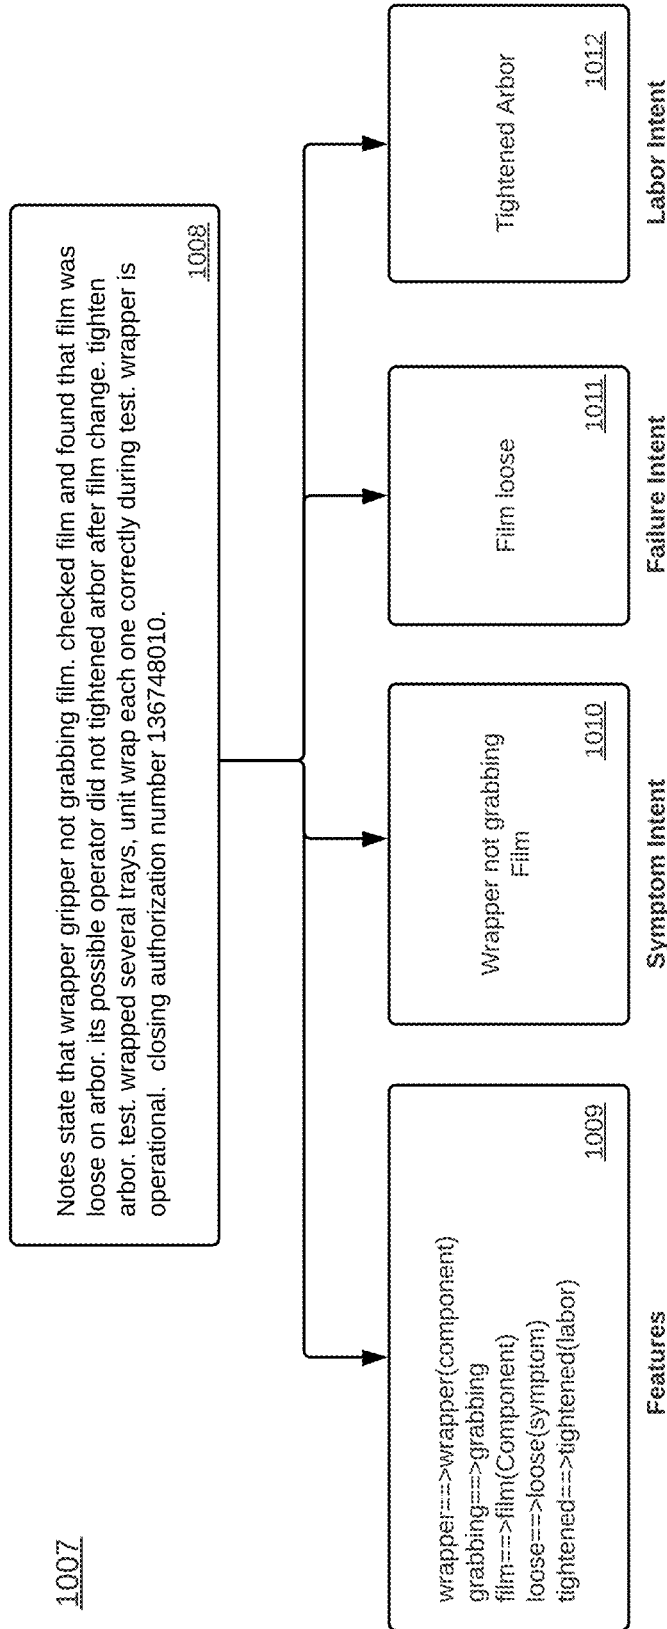 1007
Notes state that wrapper gripper not grabbing film. checked film and found that film was
loose on arbor. its possible operator did not tightened arbor after film change. tighten
arbor. test. wrapped several trays, unit wrap each one correctly during test. wrapper is
operational.  closing authorization number 136748010.
1008
wrapper==>wrapper(component)
grabbing==>grabbing
film==>film(Component)
loose==>loose(symptom)
tightened==>tightened(labor)
1009
Features
Wrapper not grabbing
Film
1010
Symptom Intent
Film loose
1011
Failure Intent
Tightened Arbor
1012
Labor Intent